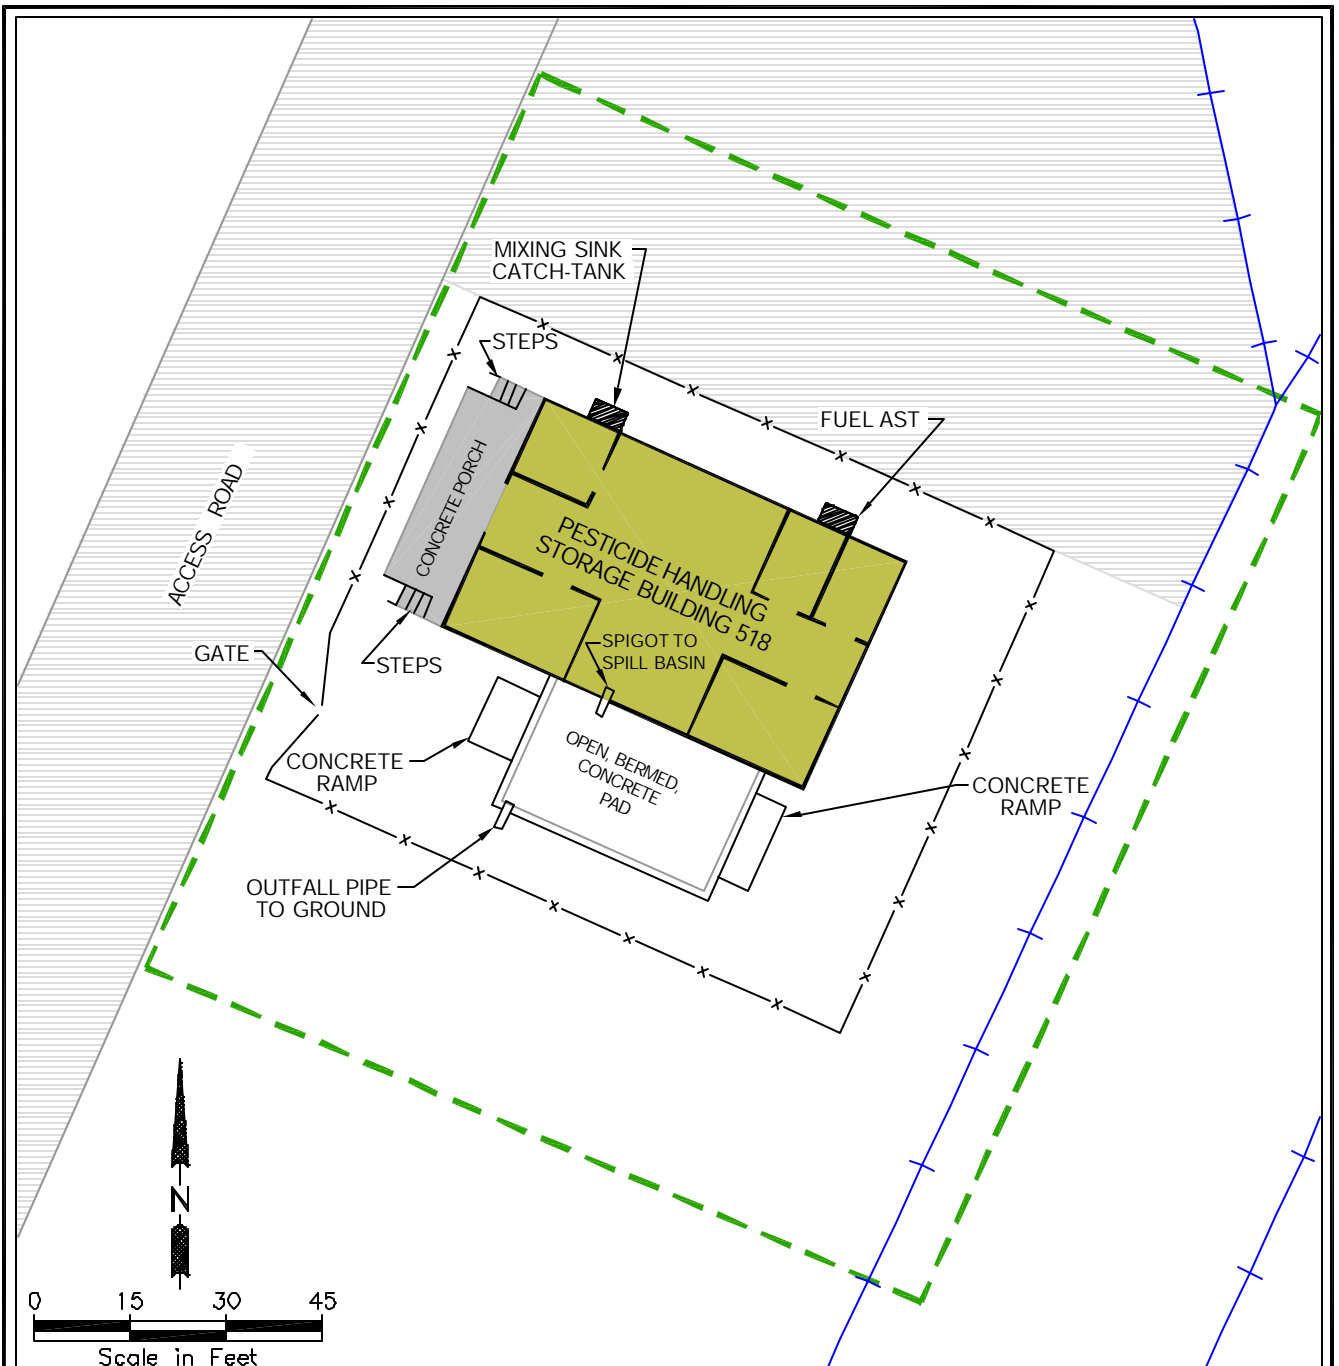 MIXING SINK
CATCH-TANK
STEPS
FUEL AST
CONCRETE PORCH
ACCESS ROAD
PESTICIDE HANDLING
STORAGE BUILDING 518
SPIGOT TO
SPILL BASIN
GATE
STEPS
OPEN, BERMED,
CONCRETE
PAD
CONCRETE
RAMP
CONCRETE
RAMP
OUTFALL PIPE
TO GROUND
N
0 15 30 45
Scale in Feet